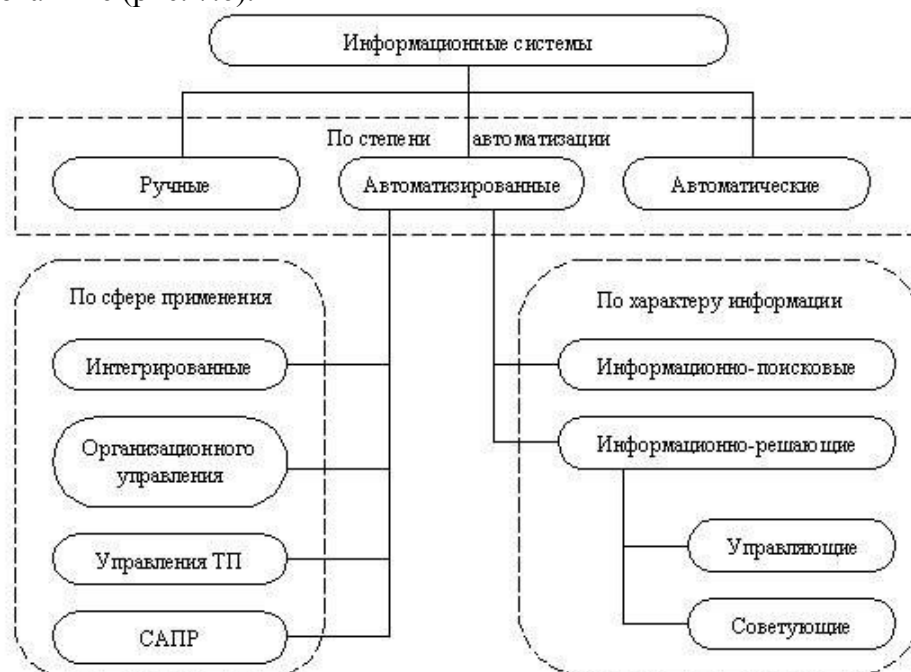 Информационные системы
По степени автоматизации
Ручные
Автоматизированные
Автоматические
По сфере применения
Интегрированные
Организационного
управления
Управления ТП
САПР
По характеру информации
Информационно-поисковые
Информационно-решающие
Управляющие
Советующие